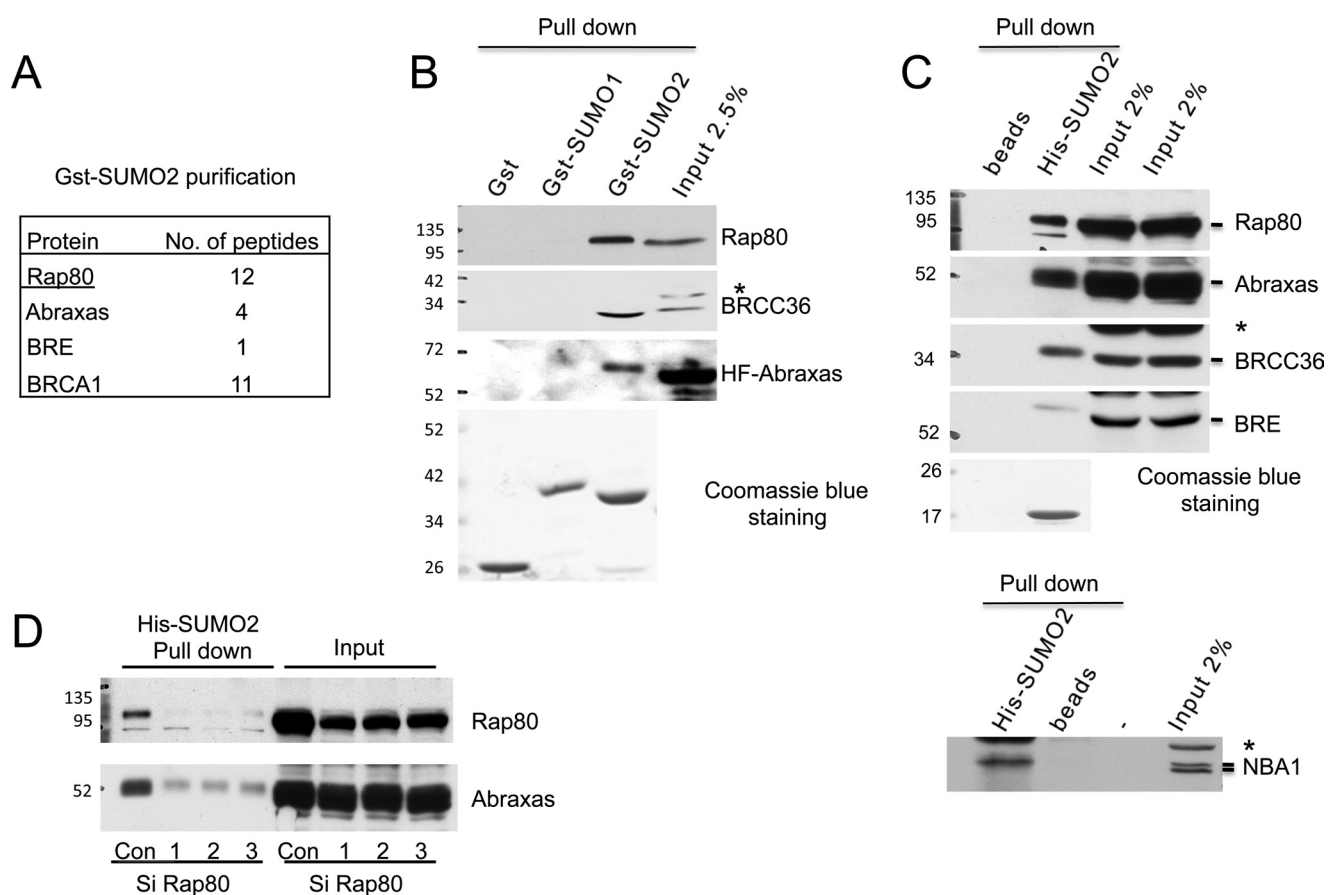 A
Gst-SUMO2 purification
Protein No. of peptides
Rap80 12
Abraxas 4
BRE 1
BRCA1 11
B
Pull down
Gst
Gst-SUMO1
Gst-SUMO2
Input 2.5%
135
95
Rap80
42
34
*
BRCC36
72
52
HF-Abraxas
52
42
34
26
Coomassie blue
staining
C
Pull down
beads
His-SUMO2
Input 2%
Input 2%
135
95
Rap80
52
Abraxas
*
34
BRCC36
52
BRE
26
17
Coomassie blue
staining
Pull down
His-SUMO2
beads
-
Input 2%
*
NBA1
D
His-SUMO2
Pull down
Input
135
95
Rap80
52
Abraxas
Con 1 2 3 Con 1 2 3
Si Rap80 Si Rap80